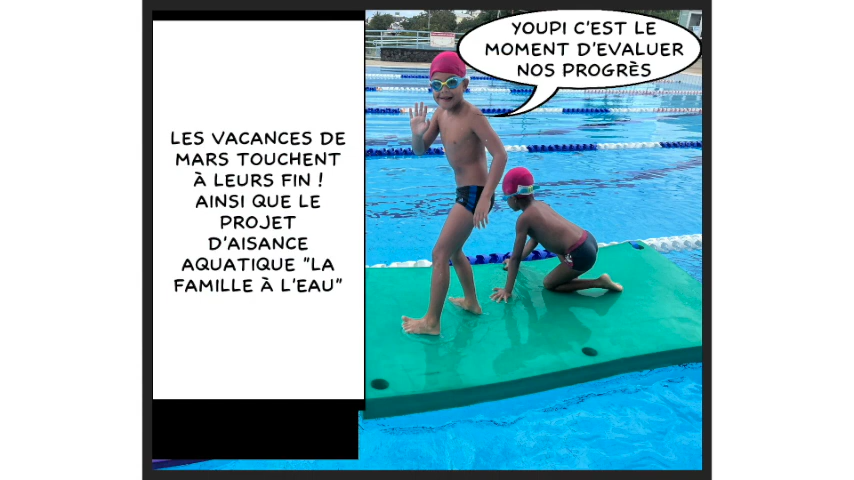 LES VACANCES DE
MARS TOUCHENT
À LEURS FIN !
AINSI QUE LE
PROJET
D'AISANCE
AQUATIQUE "LA
FAMILLE À L'EAU"
YOUPI C'EST LE
MOMENT D'EVALUER
NOS PROGRÈS